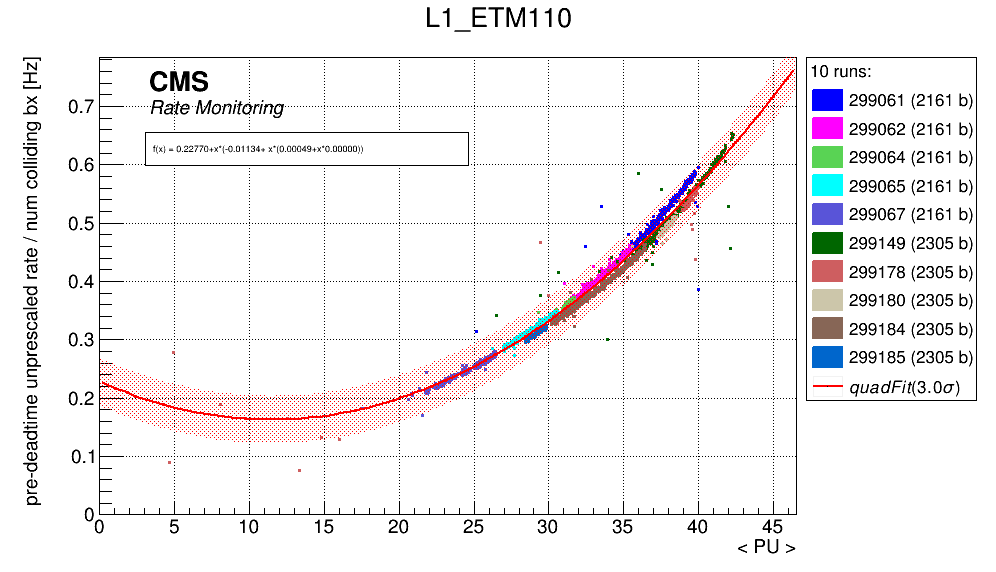 L1_ETM110
pre-deadtime unprescaled rate / num colliding bx [Hz]
CMS
Rate Monitoring
f(x) = 0.22770+x*(-0.01134+ x*(0.00049+x*0.00000))
0.7
0.6
0.5
0.4
0.3
0.2
0.1
0
0 5 10 15 20 25 30 35 40 45
< PU >
10 runs:
299061 (2161 b)
299062 (2161 b)
299064 (2161 b)
299065 (2161 b)
299067 (2161 b)
299149 (2305 b)
299178 (2305 b)
299180 (2305 b)
299184 (2305 b)
299185 (2305 b)
quadFit(3.0σ)